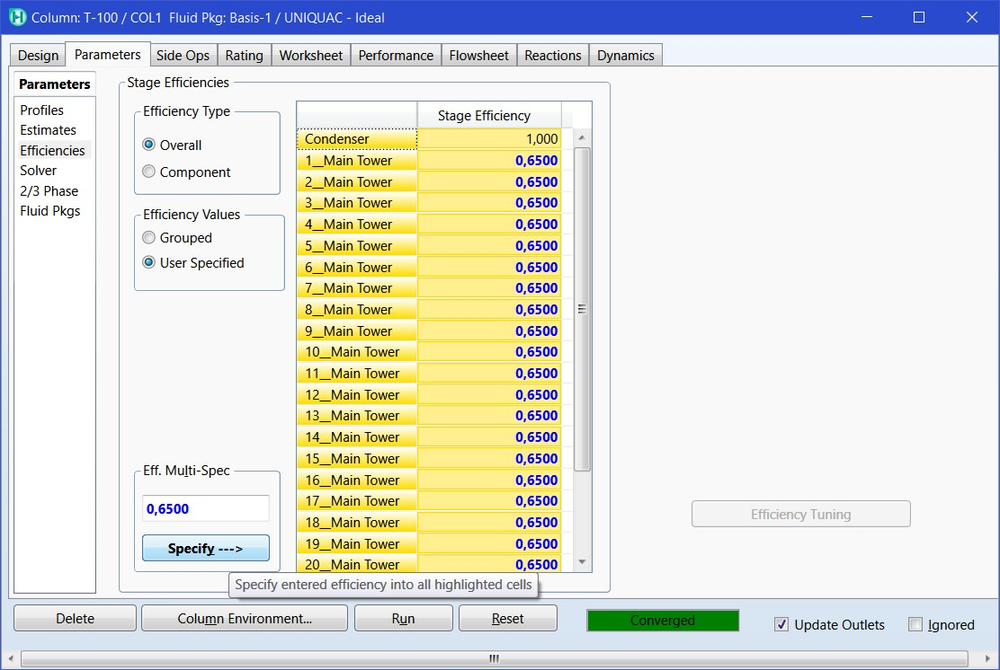 Column: T-100 / COL1 Fluid Pkg: Basis-1 / UNIQUAC - Ideal
Design Parameters Side Ops Rating Worksheet Performance Flowsheet Reactions Dynamics
Parameters
Profiles
Estimates
Efficiencies
Solver
2/3 Phase
Fluid Pkgs
Stage Efficiencies
Efficiency Type
Overall
Component
Efficiency Values
Grouped
User Specified
Eff. Multi-Spec
0,6500
Specify --->
Stage Efficiency
Condenser 1,000
1__Main Tower 0,6500
2__Main Tower 0,6500
3__Main Tower 0,6500
4__Main Tower 0,6500
5__Main Tower 0,6500
6__Main Tower 0,6500
7__Main Tower 0,6500
8__Main Tower 0,6500
9__Main Tower 0,6500
10__Main Tower 0,6500
11__Main Tower 0,6500
12__Main Tower 0,6500
13__Main Tower 0,6500
14__Main Tower 0,6500
15__Main Tower 0,6500
16__Main Tower 0,6500
17__Main Tower 0,6500
18__Main Tower 0,6500
19__Main Tower 0,6500
20__Main Tower 0,6500
Efficiency Tuning
Specify entered efficiency into all highlighted cells
Delete Column Environment... Run Reset Converged Update Outlets Ignored